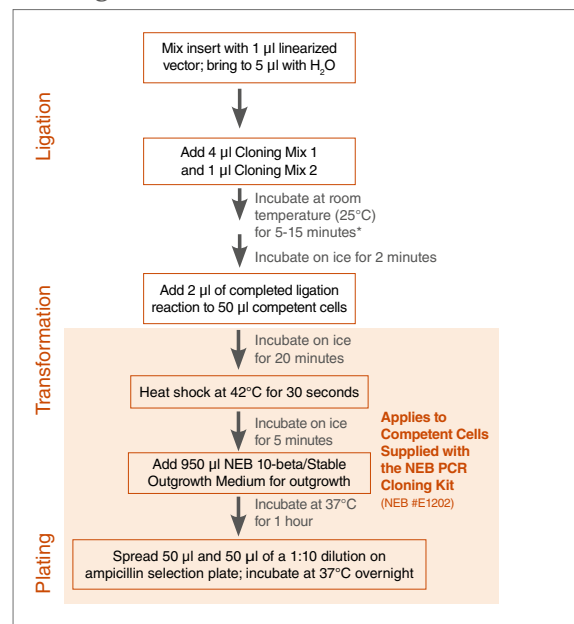 Ligation
Mix insert with 1 µl linearized
vector; bring to 5 µl with H₂O
Add 4 µl Cloning Mix 1
and 1 µl Cloning Mix 2
Incubate at room
temperature (25°C)
for 5-15 minutes*
Incubate on ice for 2 minutes
Transformation
Add 2 µl of completed ligation
reaction to 50 µl competent cells
Incubate on ice
for 20 minutes
Heat shock at 42°C for 30 seconds
Incubate on ice
for 5 minutes
Add 950 µl NEB 10-beta/Stable
Outgrowth Medium for outgrowth
Applies to
Competent Cells
Supplied with
the NEB PCR
Cloning Kit
(NEB #E1202)
Incubate at 37°C
for 1 hour
Plating
Spread 50 µl and 50 µl of a 1:10 dilution on
ampicillin selection plate; incubate at 37°C overnight